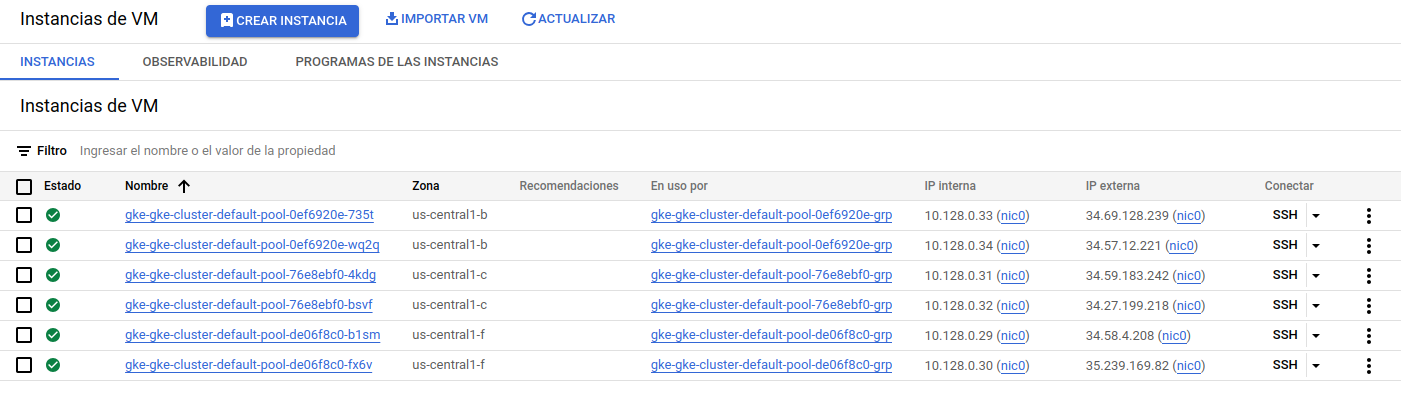 Instancias de VM CREAR INSTANCIA IMPORTAR VM ACTUALIZAR
INSTANCIAS OBSERVABILIDAD PROGRAMAS DE LAS INSTANCIAS
Instancias de VM
Filtro Ingresar el nombre o el valor de la propiedad
Estado Nombre Zona Recomendaciones En uso por IP interna IP externa Conectar
gke-gke-cluster-default-pool-0ef6920e-735t us-central1-b gke-gke-cluster-default-pool-0ef6920e-grp 10.128.0.33 (nic0) 34.69.128.239 (nic0) SSH
gke-gke-cluster-default-pool-0ef6920e-wq2q us-central1-b gke-gke-cluster-default-pool-0ef6920e-grp 10.128.0.34 (nic0) 34.57.12.221 (nic0) SSH
gke-gke-cluster-default-pool-76e8ebf0-4kdg us-central1-c gke-gke-cluster-default-pool-76e8ebf0-grp 10.128.0.31 (nic0) 34.59.183.242 (nic0) SSH
gke-gke-cluster-default-pool-76e8ebf0-bsvf us-central1-c gke-gke-cluster-default-pool-76e8ebf0-grp 10.128.0.32 (nic0) 34.27.199.218 (nic0) SSH
gke-gke-cluster-default-pool-de06f8c0-b1sm us-central1-f gke-gke-cluster-default-pool-de06f8c0-grp 10.128.0.29 (nic0) 34.58.4.208 (nic0) SSH
gke-gke-cluster-default-pool-de06f8c0-fx6v us-central1-f gke-gke-cluster-default-pool-de06f8c0-grp 10.128.0.30 (nic0) 35.239.169.82 (nic0) SSH